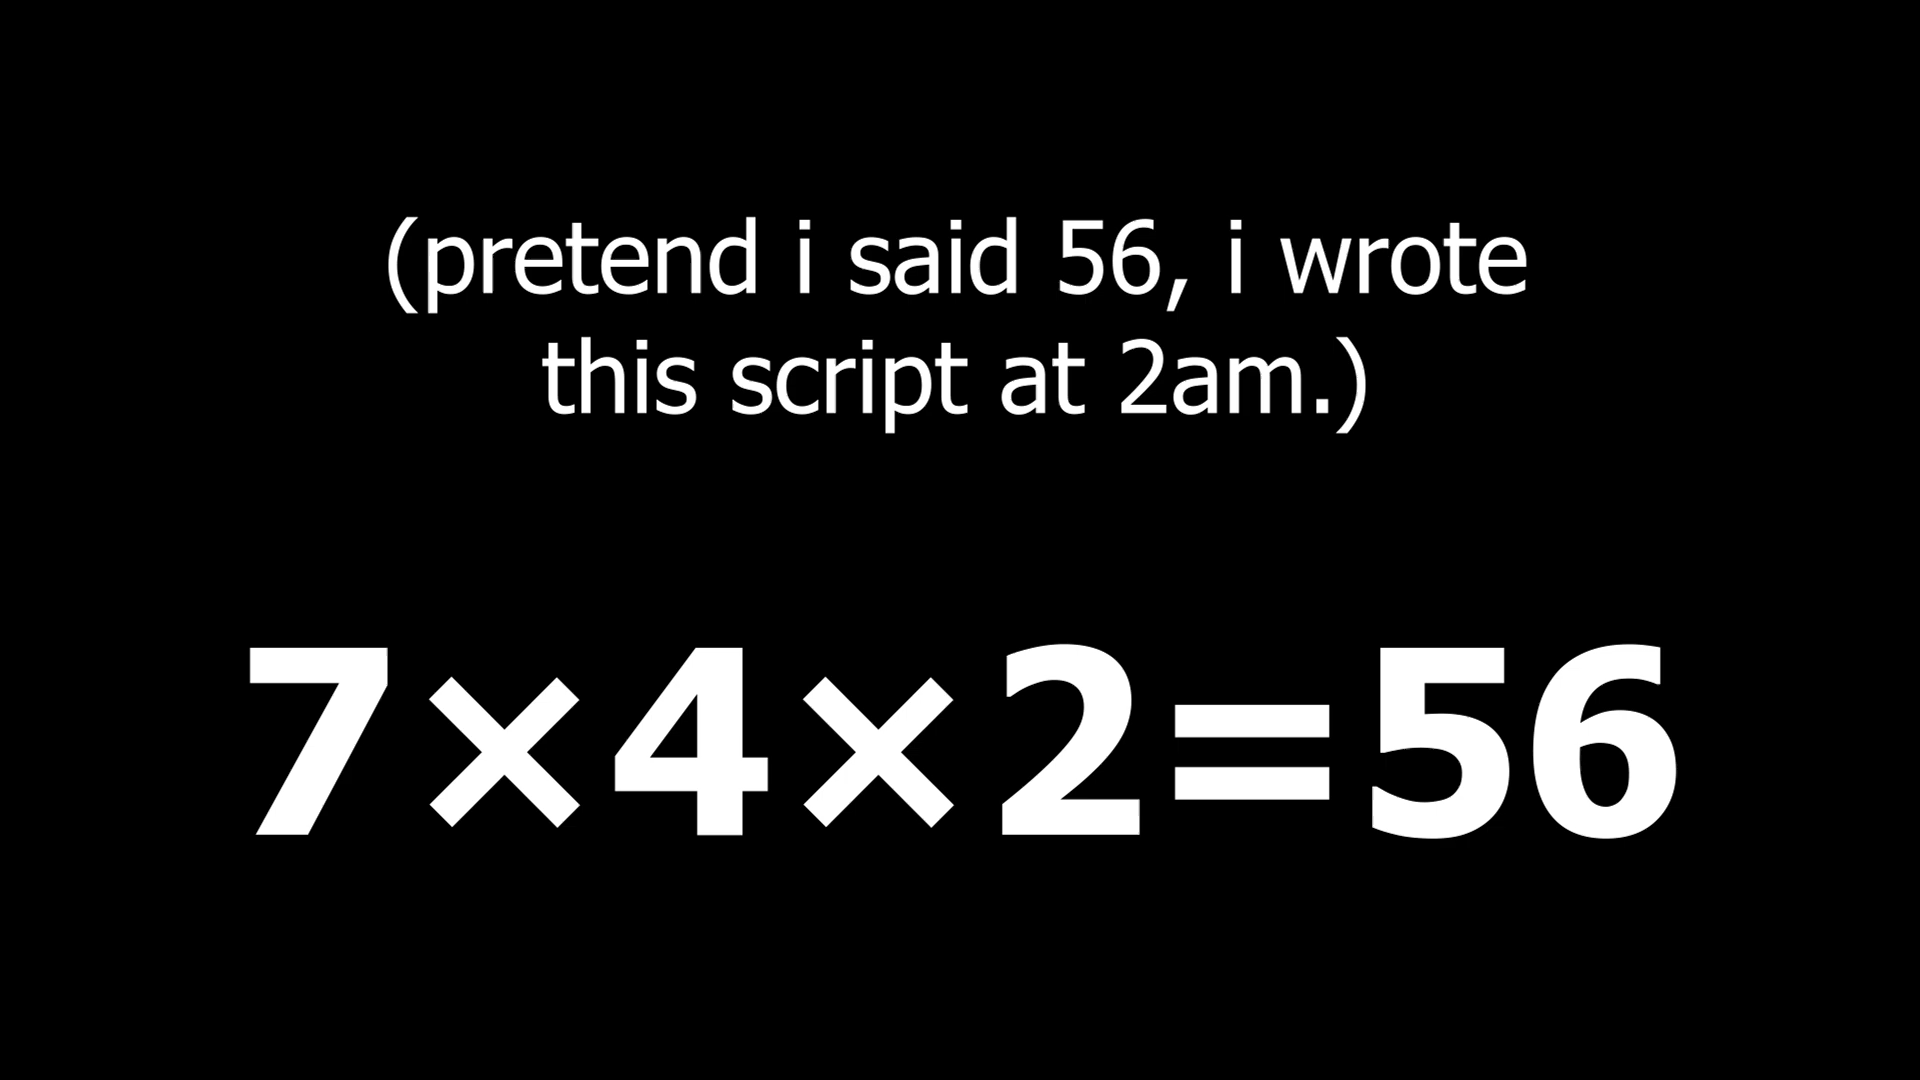 (pretend i said 56, i wrote
this script at 2am.)
7×4×2=56